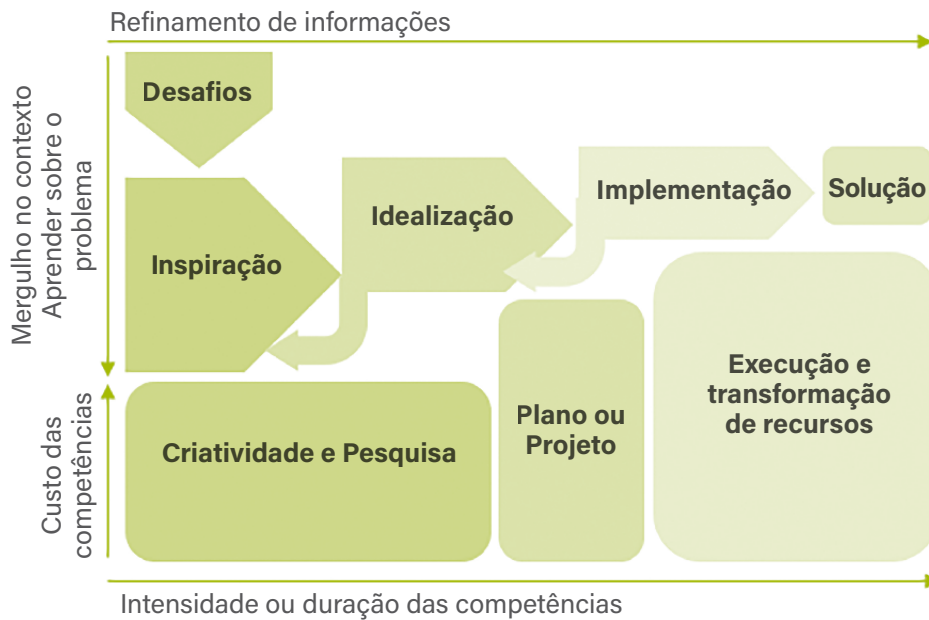 Refinamento de informações
Mergulho no contexto
Aprender sobre o
problema
Desafios
Inspiração
Idealização
Implementação
Solução
Custo das
competências
Criatividade e Pesquisa
Plano ou
Projeto
Execução e
transformação
de recursos
Intensidade ou duração das competências